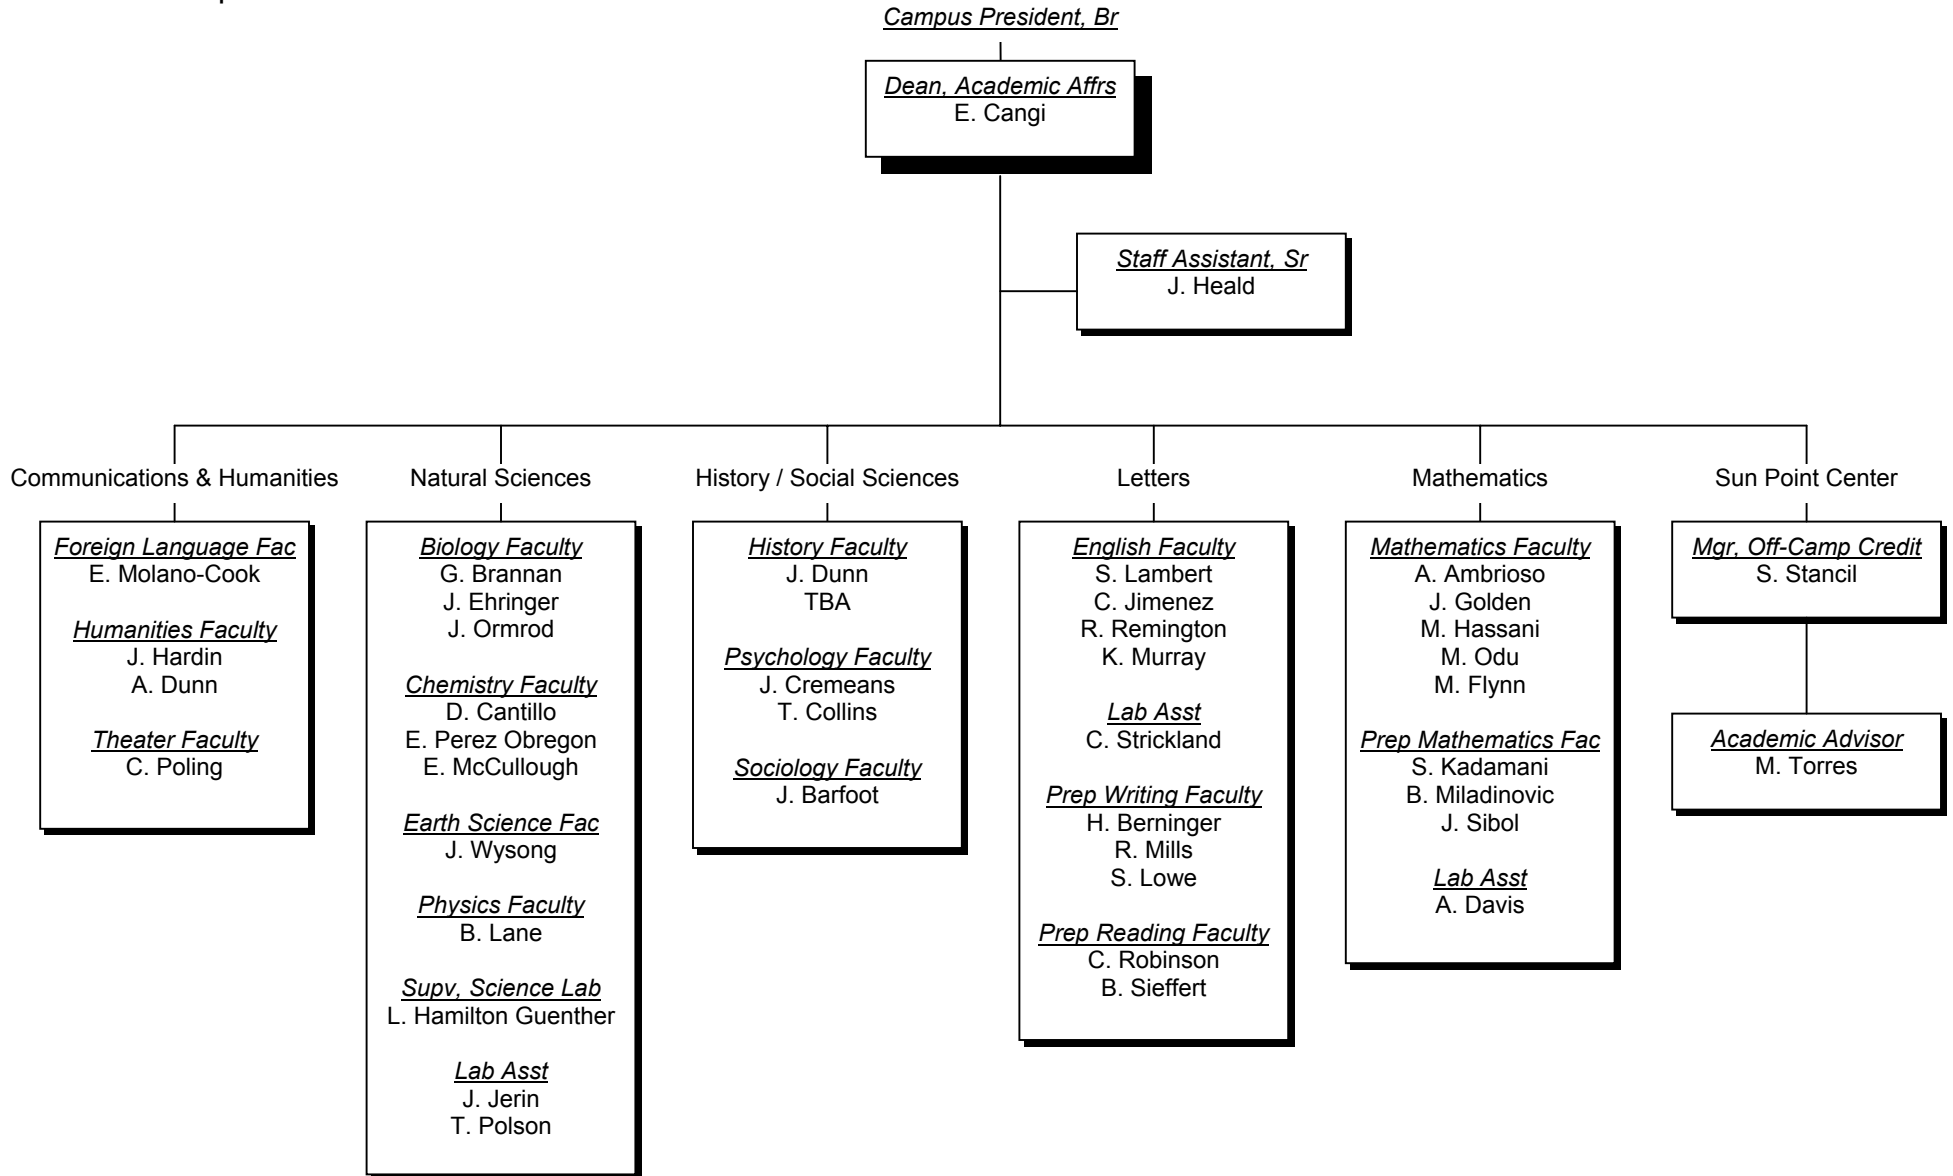 Campus President, Br
Dean, Academic Affrs
E. Cangi
Staff Assistant, Sr
J. Heald
Communications & Humanities
Foreign Language Fac
E. Molano-Cook
Humanities Faculty
J. Hardin
A. Dunn
Theater Faculty
C. Poling
Natural Sciences
Biology Faculty
G. Brannan
J. Ehringer
J. Ormrod
Chemistry Faculty
D. Cantillo
E. Perez Obregon
E. McCullough
Earth Science Fac
J. Wysong
Physics Faculty
B. Lane
Supv, Science Lab
L. Hamilton Guenther
Lab Asst
J. Jerin
T. Polson
History / Social Sciences
History Faculty
J. Dunn
TBA
Psychology Faculty
J. Cremeans
T. Collins
Sociology Faculty
J. Barfoot
Letters
English Faculty
S. Lambert
C. Jimenez
R. Remington
K. Murray
Lab Asst
C. Strickland
Prep Writing Faculty
H. Berninger
R. Mills
S. Lowe
Prep Reading Faculty
C. Robinson
B. Sieffert
Mathematics
Mathematics Faculty
A. Ambrioso
J. Golden
M. Hassani
M. Odu
M. Flynn
Prep Mathematics Fac
S. Kadamani
B. Miladinovic
J. Sibol
Lab Asst
A. Davis
Sun Point Center
Mgr, Off-Camp Credit
S. Stancil
Academic Advisor
M. Torres